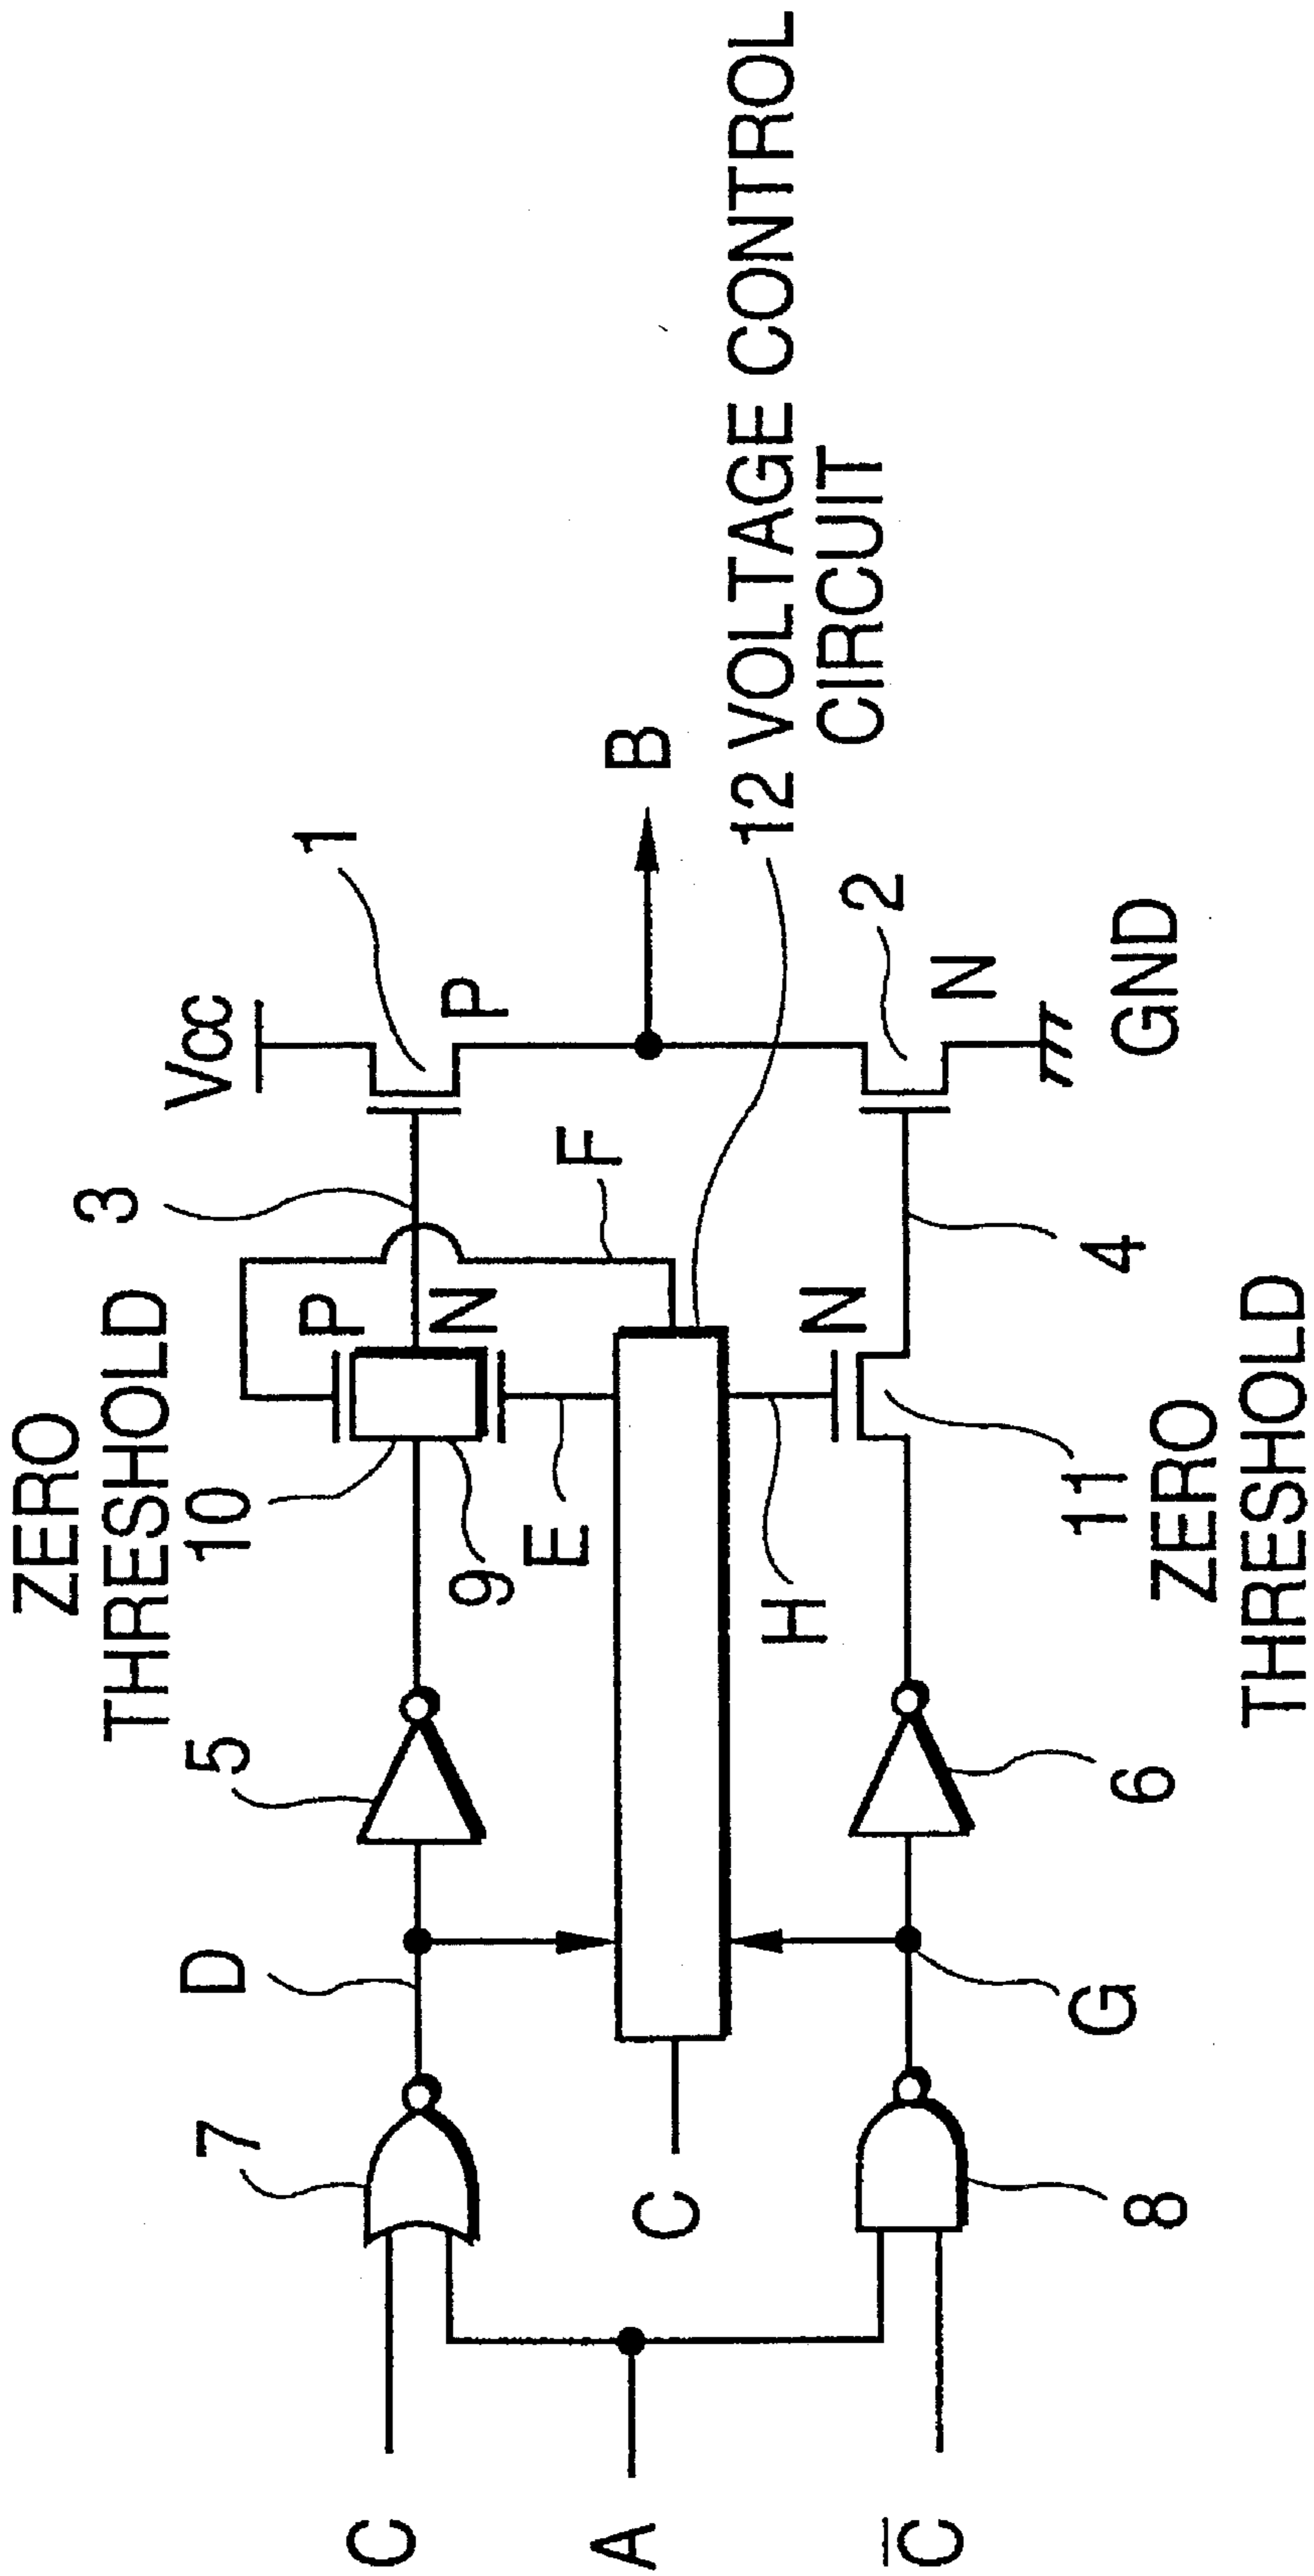 ZERO
THRESHOLD
10
P
N
9
E
F
3
Vcc
1
P
B
12 VOLTAGE CONTROL
CIRCUIT
2
N
GND
4
N
H
11
ZERO
THRESHOLD
5
6
D
G
7
8
C
C
A
C̅